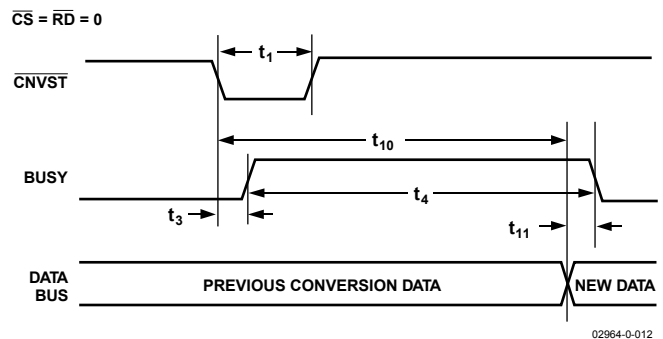 CS = RD = 0
t1
CNVST
t10
BUSY
t4
t3
t11
DATA
BUS
PREVIOUS CONVERSION DATA
NEW DATA
02964-0-012